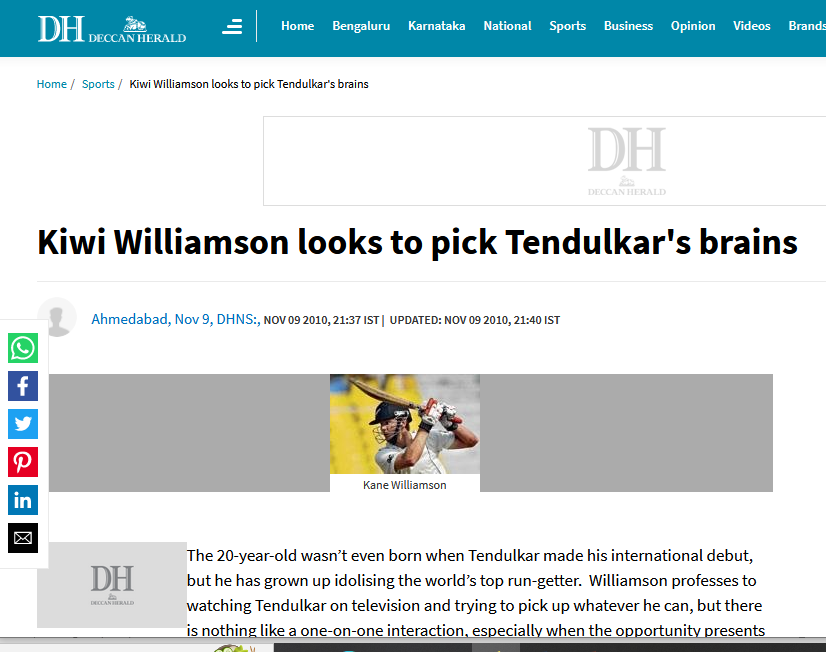 DH DECCAN HERALD
Home Bengaluru Karnataka National Sports Business Opinion Videos Brands
Home / Sports / Kiwi Williamson looks to pick Tendulkar's brains
DH
DECCAN HERALD
Kiwi Williamson looks to pick Tendulkar's brains
Ahmedabad, Nov 9, DHNS:, NOV 09 2010, 21:37 IST | UPDATED: NOV 09 2010, 21:40 IST
Kane Williamson
DH
DECCAN HERALD
The 20-year-old wasn’t even born when Tendulkar made his international debut,
but he has grown up idolising the world’s top run-getter. Williamson professes to
watching Tendulkar on television and trying to pick up whatever he can, but there
is nothing like a one-on-one interaction, especially when the opportunity presents